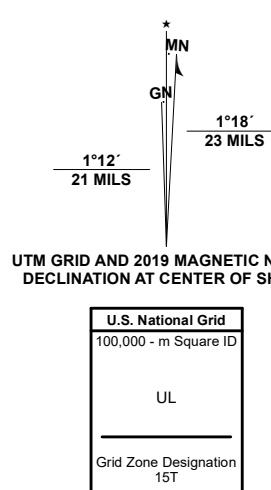 ★
MN
GN
1°18´
23 MILS
1°12´
21 MILS
UTM GRID AND 2019 MAGNETIC N
DECLINATION AT CENTER OF SH
U.S. National Grid
100,000 - m Square ID
UL
Grid Zone Designation
15T